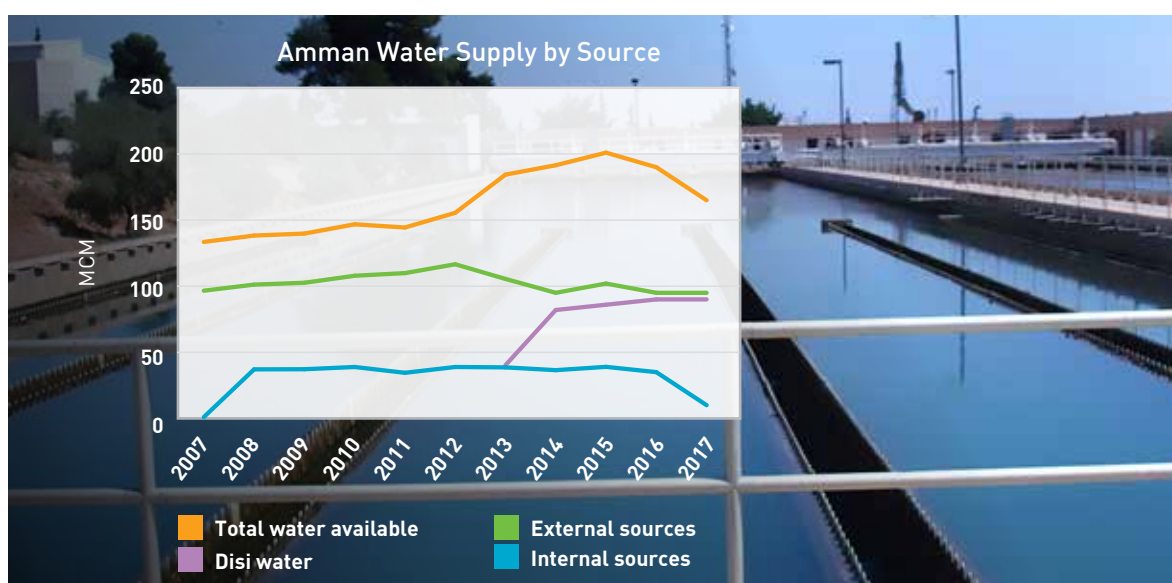 Amman Water Supply by Source
250
200
150
100
50
0
MCM
2007 2008 2009 2010 2011 2012 2013 2014 2015 2016 2017
Total water available
External sources
Disi water
Internal sources